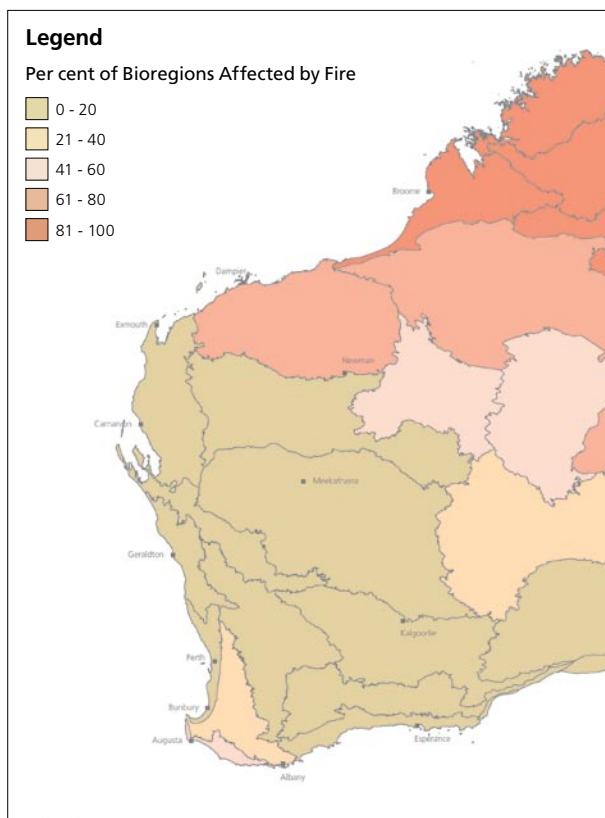 Legend
Per cent of Bioregions Affected by Fire
0 - 20
21 - 40
41 - 60
61 - 80
81 - 100
Broome
Dampier
Exmouth
Newman
Carnarvon
Meekatharra
Geraldton
Kalgoorlie
Perth
Bunbury
Augusta
Esperance
Albany